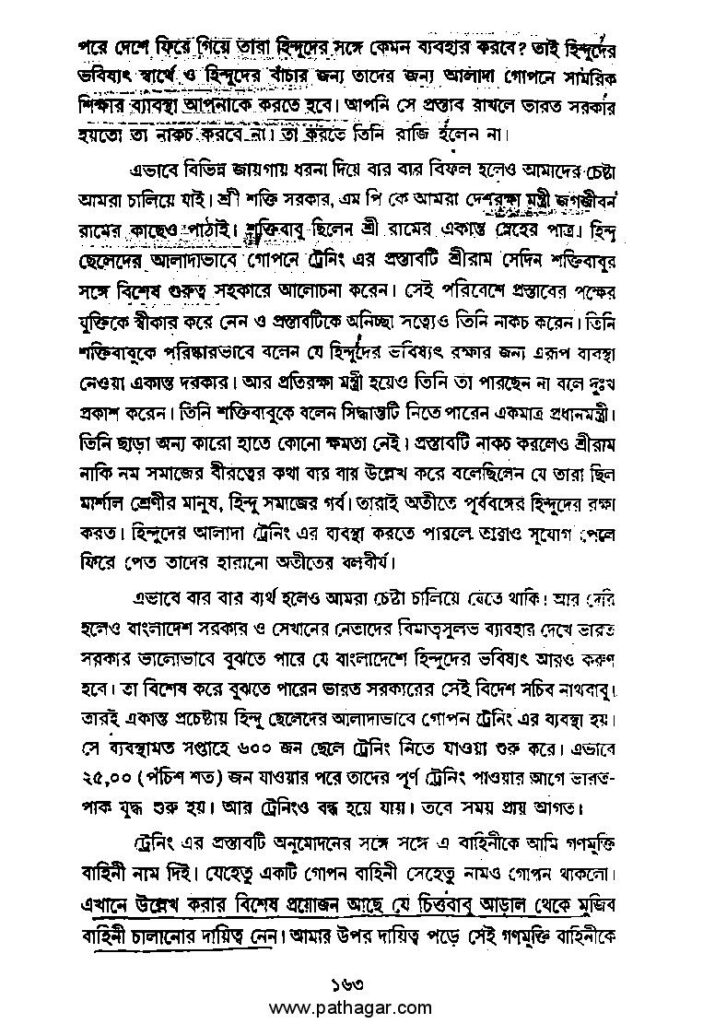 পরে দেশে ফিরে গিয়ে তারা হিন্দুদের সঙ্গে কেমন ব্যবহার করবে? তাই হিন্দুদের
ভবিষ্যৎ স্বার্থে ও হিন্দুদের বাঁচার জন্য তাদের জন্য আলাদা গোপনে সামরিক
শিক্ষার ব্যাবস্থা আপনাকে করতে হবে। আপনি সে প্রস্তাব রাখলে ভারত সরকার
হয়তো তা নাকচ করবে না। তা করতে তিনি রাজি হলেন না।
এভাবে বিভিন্ন জায়গায় ধরনা দিয়ে বার বার বিফল হলেও আমাদের চেষ্টা
আমরা চালিয়ে যাই। শ্রী শক্তি সরকার, এম পি কে আমরা দেশরক্ষা মন্ত্রী জগজীবন
রামের কাছেও পাঠাই। শক্তিবাবু ছিলেন শ্রী রামের একান্ত স্নেহের পাত্র। হিন্দু
ছেলেদের আলাদাভাবে গোপনে ট্রেনিং এর প্রস্তাবটি শ্রীরাম সেদিন শক্তিবাবুর
সঙ্গে বিশেষ গুরুত্ব সহকারে আলোচনা করেন। সেই পরিবেশে প্রস্তাবের পক্ষের
যুক্তিকে স্বীকার করে নেন ও প্রস্তাবটিকে অনিচ্ছা সত্ত্বেও তিনি নাকচ করেন। তিনি
শক্তিবাবুকে পরিষ্কারভাবে বলেন যে হিন্দুদের ভবিষ্যৎ রক্ষার জন্য এরূপ ব্যবস্থা
নেওয়া একান্ত দরকার। আর প্রতিরক্ষা মন্ত্রী হয়েও তিনি তা পারছেন না বলে দুঃখ
প্রকাশ করেন। তিনি শক্তিবাবুকে বলেন সিদ্ধান্তটি নিতে পারেন একমাত্র প্রধানমন্ত্রী।
তিনি ছাড়া অন্য কারো হাতে কোনো ক্ষমতা নেই। প্রস্তাবটি নাকচ করলেও শ্রীরাম
নাকি নম সমাজের বীরত্বের কথা বার বার উল্লেখ করে বলেছিলেন যে তারা ছিল
মার্শাল শ্রেণীর মানুষ, হিন্দু সমাজের গর্ব। তারাই অতীতে পূর্ববঙ্গের হিন্দুদের রক্ষা
করত। হিন্দুদের আলাদা ট্রেনিং এর ব্যবস্থা করতে পারলে তারাও সুযোগ পেলে
ফিরে পেত তাদের হারানো অতীতের বলবীর্য।
এভাবে বার বার ব্যর্থ হলেও আমরা চেষ্টা চালিয়ে যেতে থাকি। আর দেরি
হলেও বাংলাদেশ সরকার ও সেখানের নেতাদের বিমাতৃসুলভ ব্যবহার দেখে ভারত
সরকার ভালোভাবে বুঝতে পারে যে বাংলাদেশে হিন্দুদের ভবিষ্যৎ আরও করুণ
হবে। তা বিশেষ করে বুঝতে পারেন ভারত সরকারের সেই বিদেশ সচিব নাথবাবু।
তারই একান্ত প্রচেষ্টায় হিন্দু ছেলেদের আলাদাভাবে গোপন ট্রেনিং এর ব্যবস্থা হয়।
সে ব্যবস্থামত সপ্তাহে ৬০০ জন ছেলে ট্রেনিং নিতে যাওয়া শুরু করে। এভাবে
২৫,০০ (পঁচিশ শত) জন যাওয়ার পরে তাদের পূর্ণ ট্রেনিং পাওয়ার আগে ভারত-
পাক যুদ্ধ শুরু হয়। আর ট্রেনিংও বন্ধ হয়ে যায়। তবে সময় প্রায় আগত।
ট্রেনিং এর প্রস্তাবটি অনুমোদনের সঙ্গে সঙ্গে এ বাহিনীকে আমি গণমুক্তি
বাহিনী নাম দিই। যেহেতু একটি গোপন বাহিনী সেহেতু নামও গোপন থাকলো।
এখানে উল্লেখ করার বিশেষ প্রয়োজন আছে যে চিত্তবাবু আড়াল থেকে মুজিব
বাহিনী চালানোর দায়িত্ব নেন। আমার উপর দায়িত্ব পড়ে সেই গণমুক্তি বাহিনীকে
১৬৩
www.pathagar.com